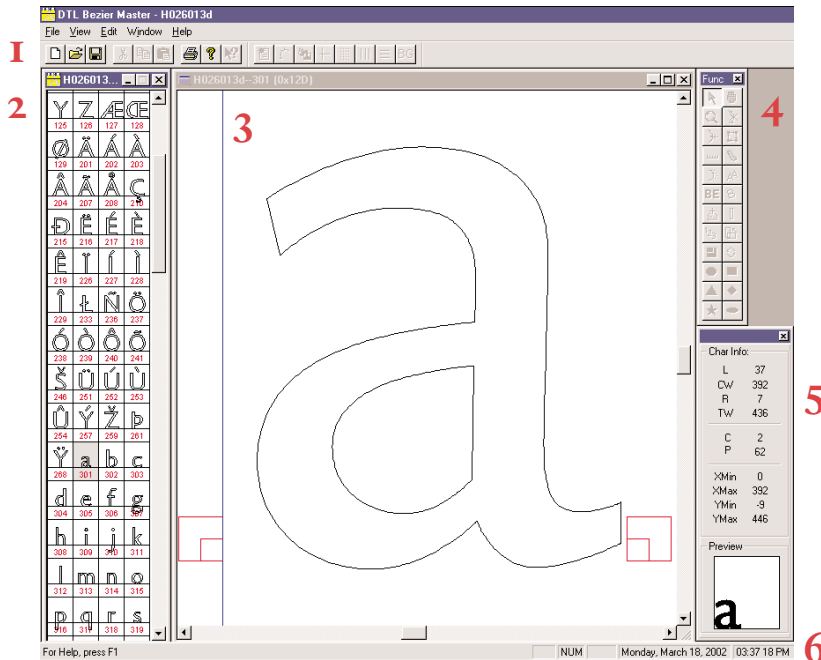 DTL Bezier Master - H026013d
File View Edit Window Help
1
BG
H026013...
H026013d--301 (0x12D)
Func
2
3
4
Y Z Æ Œ
125 126 127 128
Ø Ä Á À
129 201 202 203
Â Ã Å Ç
204 207 208 210
Ð Ë É È
215 216 217 218
Ê Ï Í Ì
219 226 227 228
Î Ł Ñ Ö
229 233 236 237
Ó Ò Ô Õ
238 239 240 241
Š Ü Ú Ù
246 251 252 253
Û Ý Ž Þ
254 257 259 261
Ÿ a b c
268 301 302 303
d e f g
304 305 306 307
h i j k
308 309 310 311
l m n o
312 313 314 315
p q r s
316 317 318 319
a
BE
Char Info:
L 37
CW 392
R 7
TW 436
5
C 2
P 62
XMin 0
XMax 392
YMin -9
YMax 446
Preview
a
6
For Help, press F1
NUM
Monday, March 18, 2002
03:37 18 PM